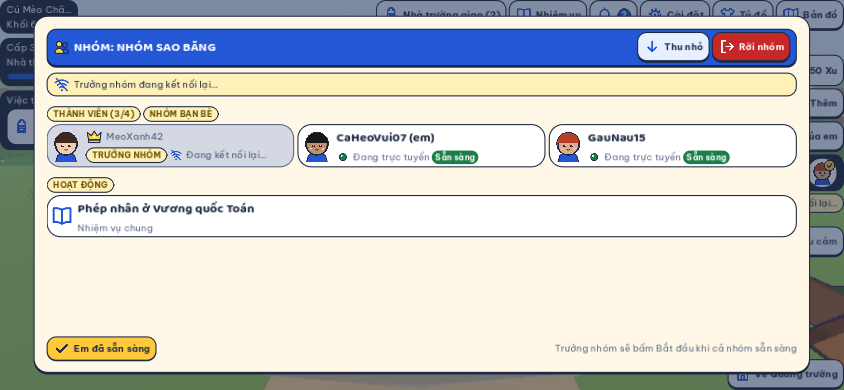 Cú Mèo Chă...
Khối 6
Nhà trường giao (2)
Nhiệm vụ
Cài đặt
Tủ đồ
Bản đồ
Cấp 3
NHÓM: NHÓM SAO BĂNG
Thu nhỏ
Rời nhóm
50 Xu
Trưởng nhóm đang kết nối lại...
Thêm
THÀNH VIÊN (3/4)
NHÓM BẠN BÈ
MeoXanh42
TRƯỞNG NHÓM
Đang kết nối lại...
CaHeoVui07 (em)
Đang trực tuyến
Sẵn sàng
GauNau15
Đang trực tuyến
Sẵn sàng
HOẠT ĐỘNG
Phép nhân ở Vương quốc Toán
Nhiệm vụ chung
Em đã sẵn sàng
Trưởng nhóm sẽ bấm Bắt đầu khi cả nhóm sẵn sàng
Về Quảng trường